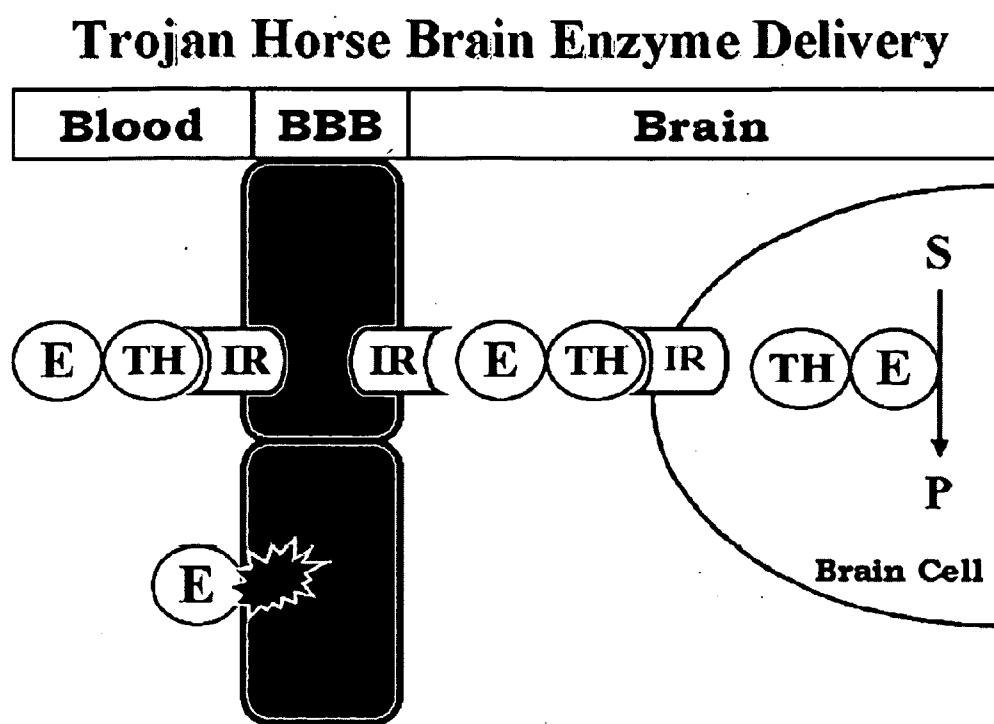 Trojan Horse Brain Enzyme Delivery
Blood BBB Brain
S
E TH IR IR E TH IR TH E
P
E
Brain Cell